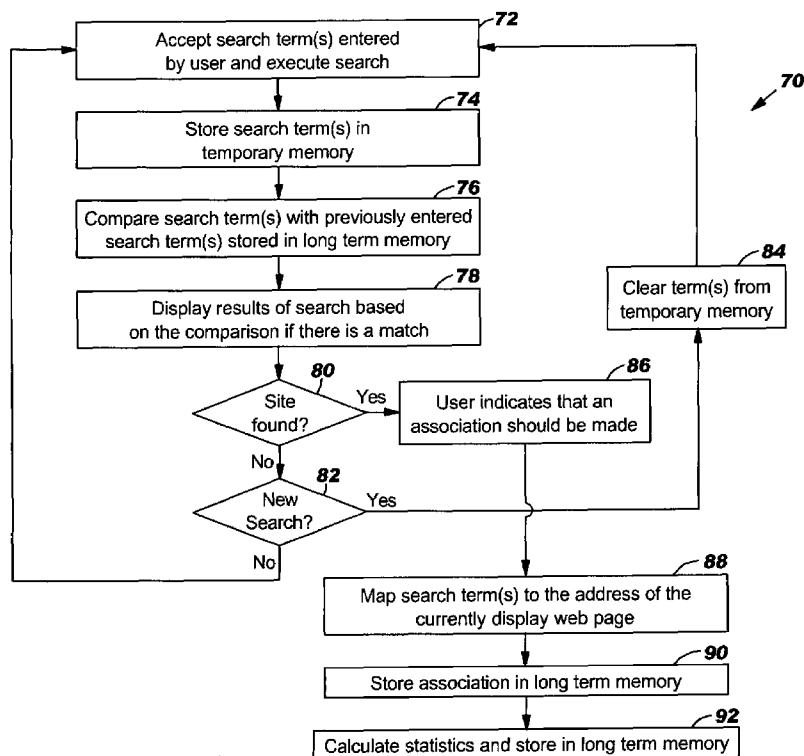 72
Accept search term(s) entered
by user and execute search
70
74
Store search term(s) in
temporary memory
76
Compare search term(s) with previously entered
search term(s) stored in long term memory
78
Display results of search based
on the comparison if there is a match
84
Clear term(s) from
temporary memory
80
Site
found?
Yes
86
User indicates that an
association should be made
No
82
New
Search?
Yes
No
88
Map search term(s) to the address of the
currently display web page
90
Store association in long term memory
92
Calculate statistics and store in long term memory